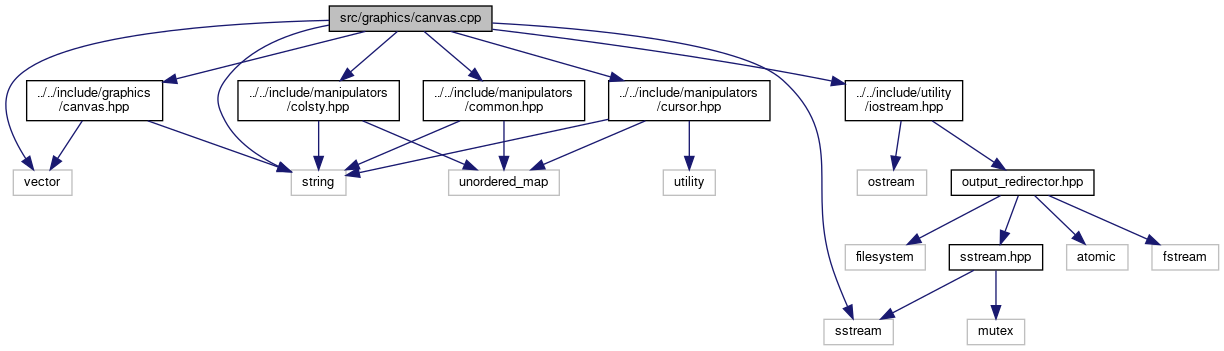 src/graphics/canvas.cpp
../../include/graphics
/canvas.hpp
../../include/manipulators
/colsty.hpp
../../include/manipulators
/common.hpp
../../include/manipulators
/cursor.hpp
../../include/utility
/iostream.hpp
vector
string
unordered_map
utility
ostream
output_redirector.hpp
filesystem
sstream.hpp
atomic
fstream
sstream
mutex